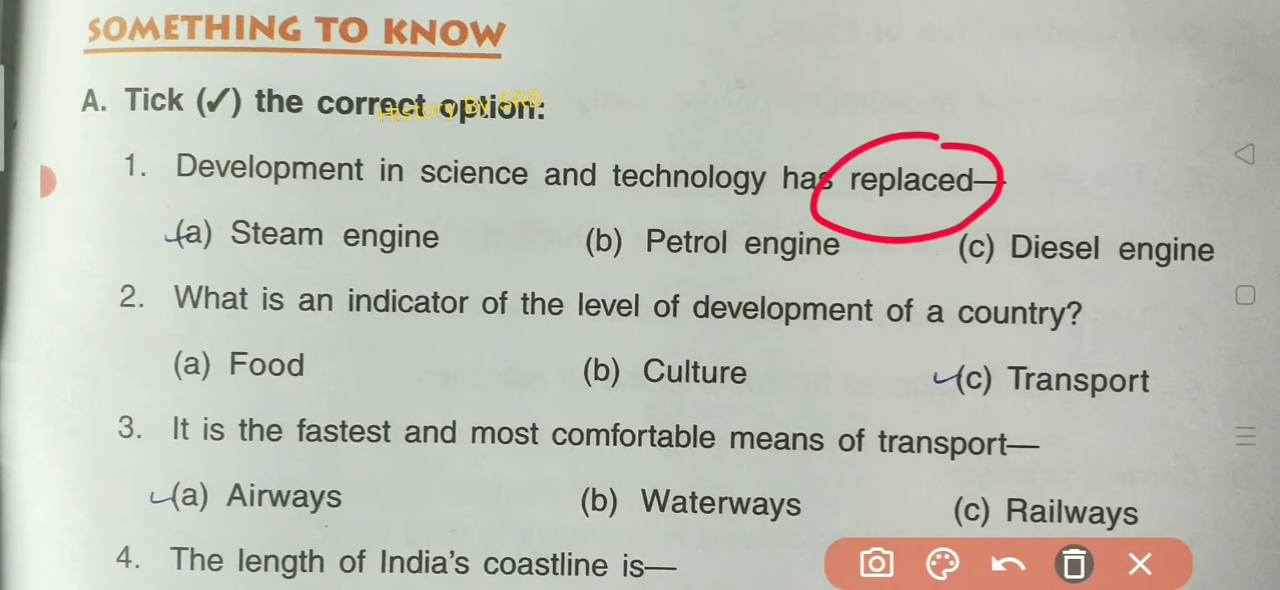 SOMETHING TO KNOW
A. Tick (✓) the correct option:
History By SRB
1. Development in science and technology has replaced—
(a) Steam engine (b) Petrol engine (c) Diesel engine
2. What is an indicator of the level of development of a country?
(a) Food (b) Culture (c) Transport
3. It is the fastest and most comfortable means of transport—
(a) Airways (b) Waterways (c) Railways
4. The length of India's coastline is—